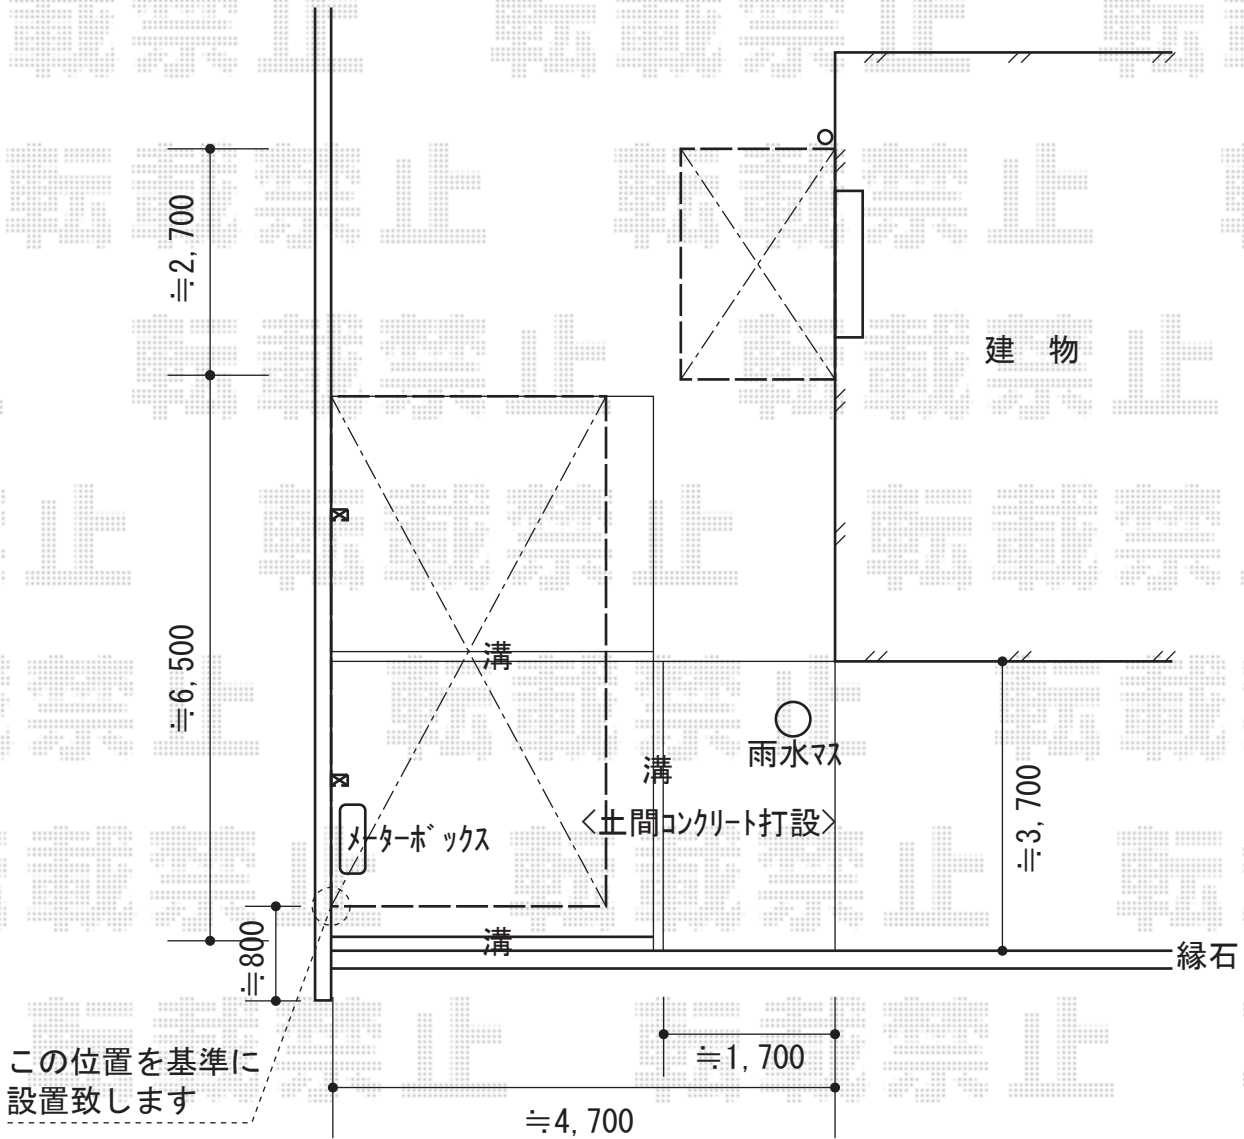 転載禁止
≒2,700
建 物
≒6,500
溝
雨水マス
溝
<土間コンクリート打設>
≒3,700
メーターボックス
溝
≒800
縁石
この位置を基準に
設置致します
≒1,700
≒4,700